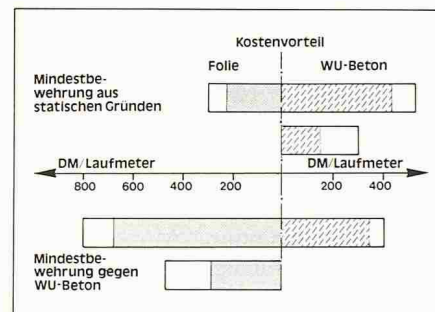 Kostenvorteil
Folie WU-Beton
Mindestbe-
wehrung aus
statischen Gründen
DM/Laufmeter DM/Laufmeter
800 600 400 200 200 400
Mindestbe-
wehrung gegen
WU-Beton